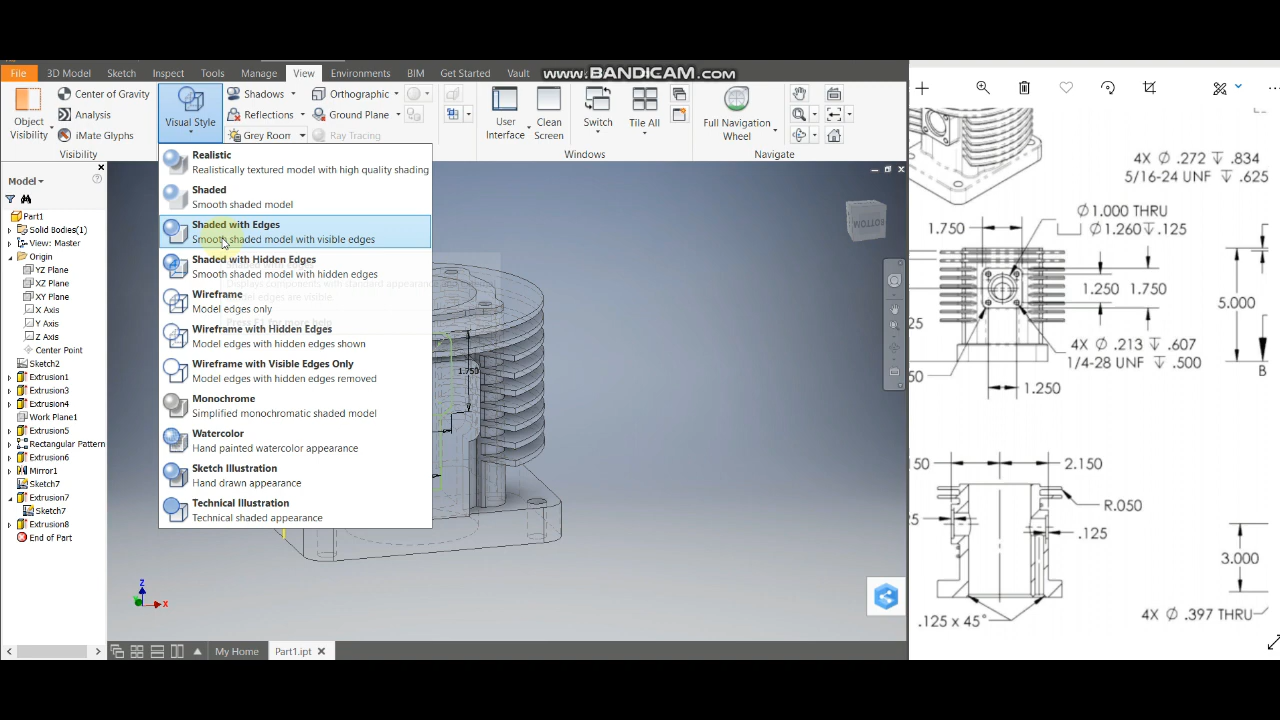 www.BANDICAM.com
File
3D Model
Sketch
Inspect
Tools
Manage
View
Environments
BIM
Get Started
Vault
Object
Visibility
Center of Gravity
Analysis
iMate Glyphs
Visibility
Visual Style
Shadows
Reflections
Grey Room
Orthographic
Ground Plane
Ray Tracing
User
Interface
Clean
Screen
Switch
Tile All
Windows
Full Navigation
Wheel
Navigate
Realistic
Realistically textured model with high quality shading
Shaded
Smooth shaded model
Shaded with Edges
Smooth shaded model with visible edges
Shaded with Hidden Edges
Smooth shaded model with hidden edges
Wireframe
Model edges only
Wireframe with Hidden Edges
Model edges with hidden edges shown
Wireframe with Visible Edges Only
Model edges with hidden edges removed
Monochrome
Simplified monochromatic shaded model
Watercolor
Hand painted watercolor appearance
Sketch Illustration
Hand drawn appearance
Technical Illustration
Technical shaded appearance
Model
Part1
Solid Bodies(1)
View: Master
Origin
YZ Plane
XZ Plane
XY Plane
X Axis
Y Axis
Z Axis
Center Point
Sketch2
Extrusion1
Extrusion3
Extrusion4
Work Plane1
Extrusion5
Rectangular Pattern
Extrusion6
Mirror1
Sketch7
Extrusion7
Sketch7
Extrusion8
End of Part
BOTTOM
1.750
Z
X
My Home
Part1.ipt
4X Ø .272 ↧ .834
5/16-24 UNF ↧ .625
Ø1.000 THRU
⌴ Ø1.260↧.125
1.750
1.250
1.750
5.000
25
4X Ø .213 ↧ .607
1/4-28 UNF ↧ .500
50
B
1.250
150
2.150
R.050
25
.125
3.000
4X Ø .397 THRU
.125 x 45°